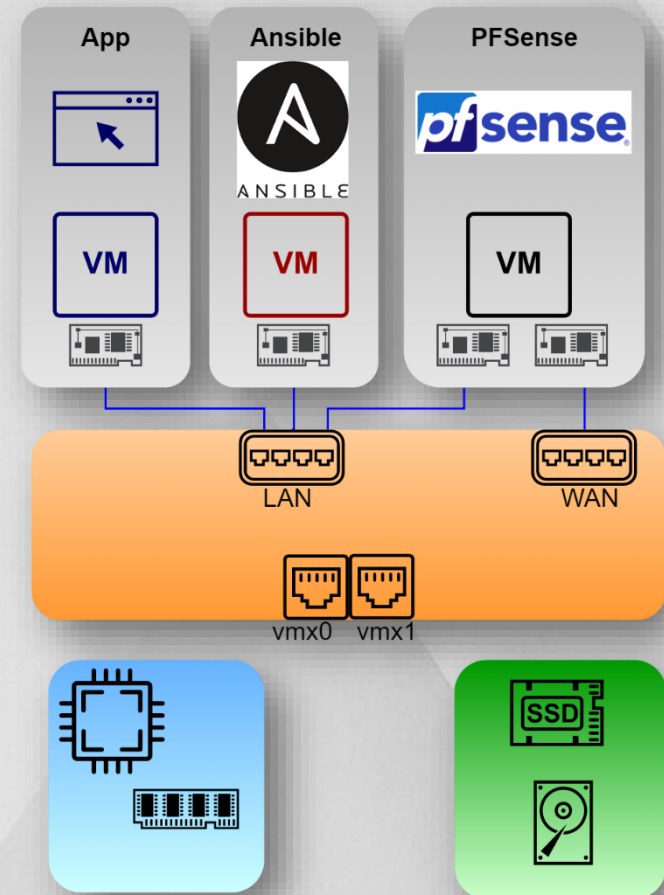 App
Ansible
PFSense
ANSIBLE
pfsense®
VM
VM
VM
LAN
WAN
vmx0
vmx1
SSD